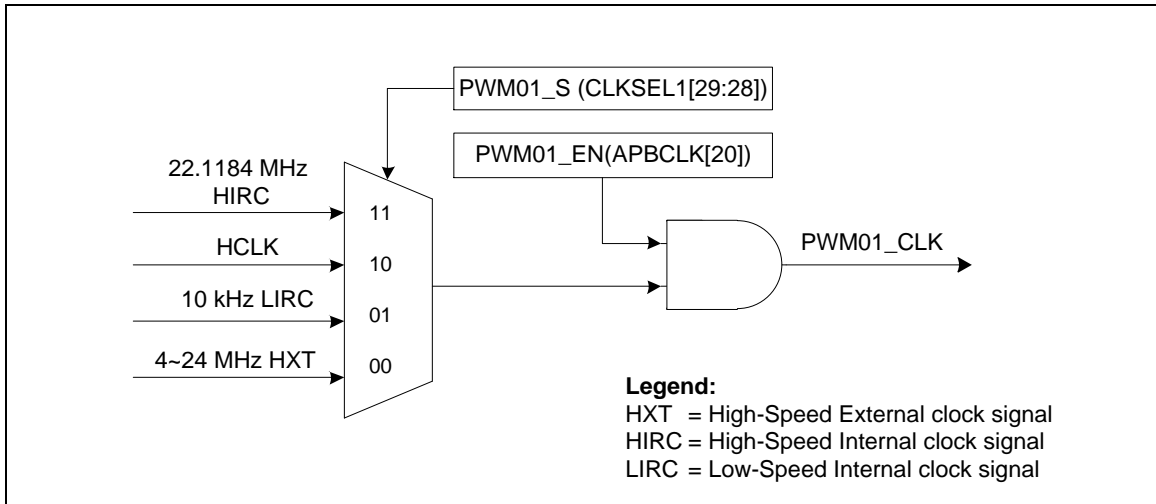 PWM01_S (CLKSEL1[29:28])
PWM01_EN(APBCLK[20])
22.1184 MHz
HIRC
11
HCLK
10
10 kHz LIRC
01
4~24 MHz HXT
00
PWM01_CLK
Legend:
HXT = High-Speed External clock signal
HIRC = High-Speed Internal clock signal
LIRC = Low-Speed Internal clock signal